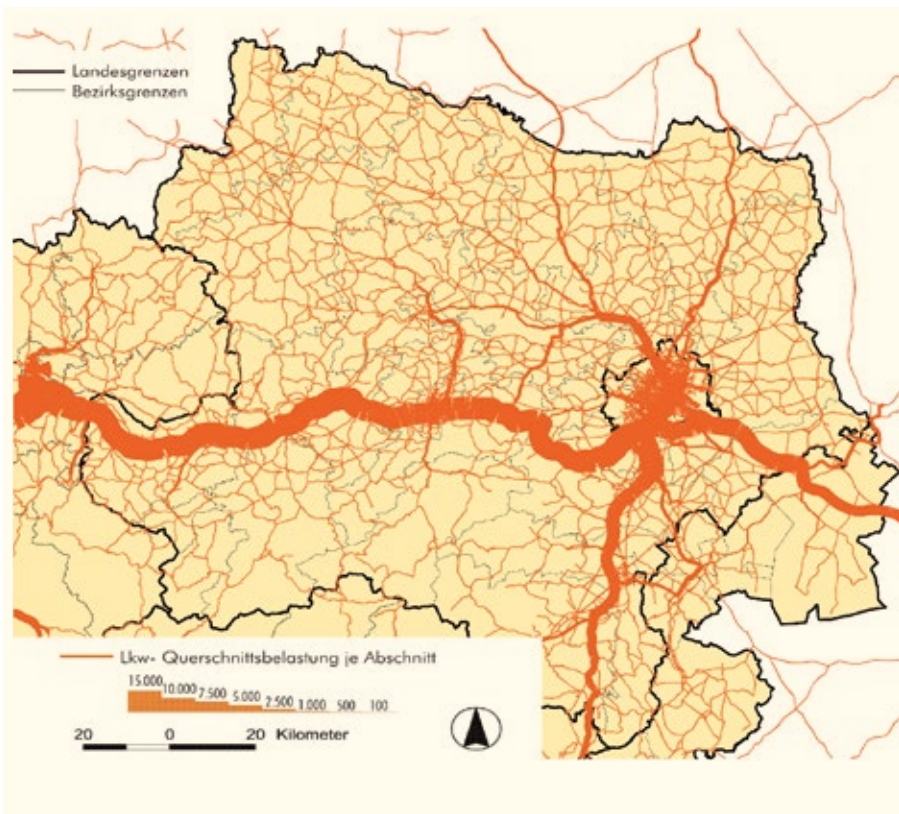 Landesgrenzen
Bezirksgrenzen
Lkw- Querschnittsbelastung je Abschnitt
15.000 10.000 7.500 5.000 2.500 1.000 500 100
20 0 20 Kilometer